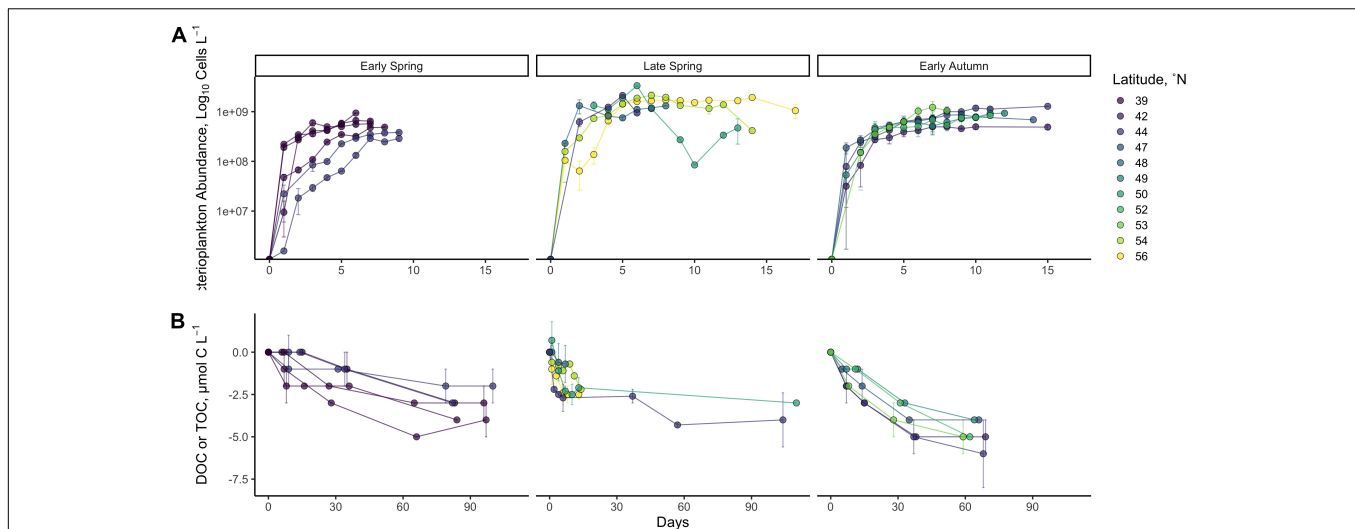 A
cterioplankton Abundance, Log10 Cells L−1
Early Spring
Late Spring
Early Autumn
1e+09
1e+08
1e+07
0 5 10 15
0 5 10 15
0 5 10 15
Latitude, °N
39
42
44
47
48
49
50
52
53
54
56
B
DOC or TOC, µmol C L−1
0.0
-2.5
-5.0
-7.5
0 30 60 90
0 30 60 90
0 30 60 90
Days